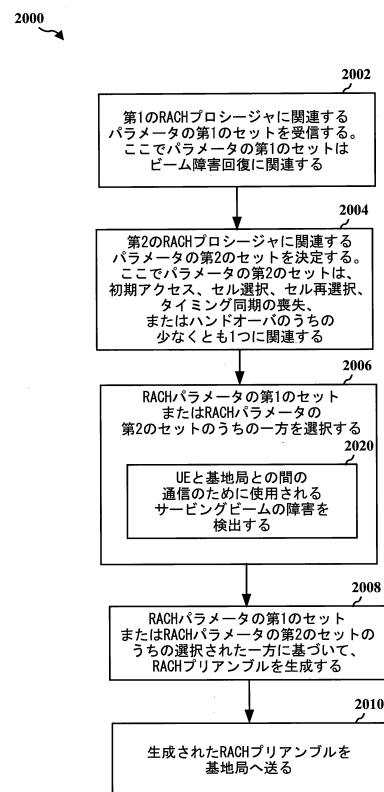 2000
2002
第1のRACHプロシージャに関連する
パラメータの第1のセットを受信する。
ここでパラメータの第1のセットは
ビーム障害回復に関連する
2004
第2のRACHプロシージャに関連する
パラメータの第2のセットを決定する。
ここでパラメータの第2のセットは、
初期アクセス、セル選択、セル再選択、
タイミング同期の喪失、
またはハンドオーバのうちの
少なくとも1つに関連する
2006
RACHパラメータの第1のセット
またはRACHパラメータの
第2のセットのうちの一方を選択する
2020
UEと基地局との間の
通信のために使用される
サービングビームの障害を
検出する
2008
RACHパラメータの第1のセット
またはRACHパラメータの第2のセットの
うちの選択された一方に基づいて、
RACHプリアンブルを生成する
2010
生成されたRACHプリアンブルを
基地局へ送る